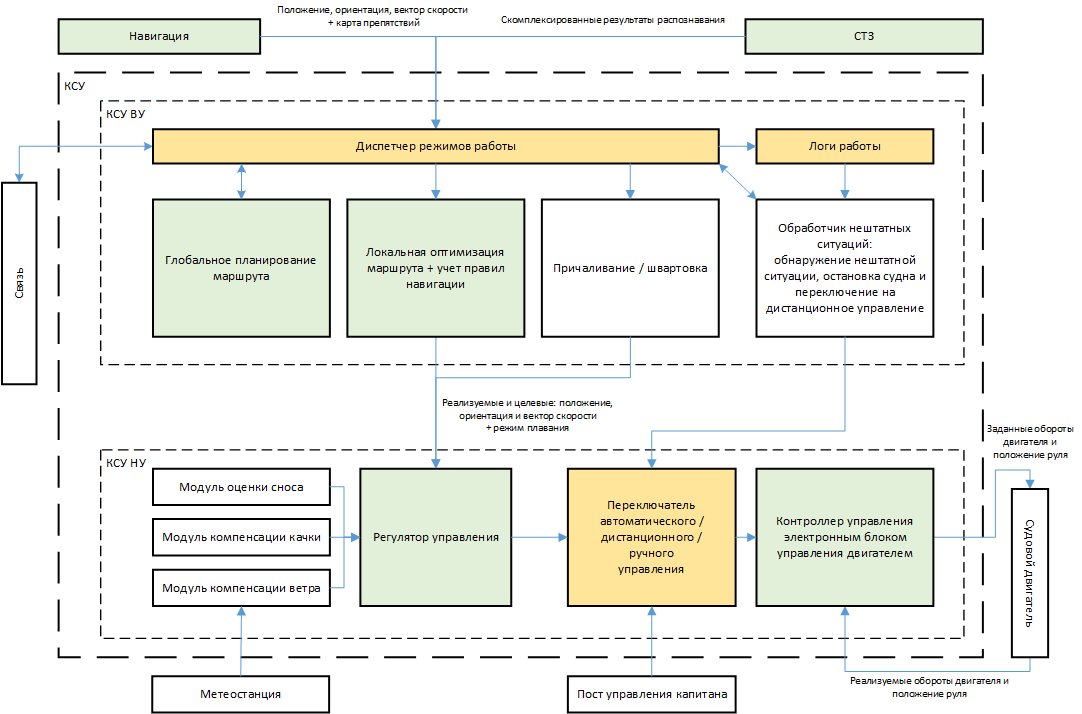 Положение, ориентация, вектор скорости
+ карта препятствий
Скомплексированные результаты распознавания
Навигация
СТЗ
КСУ
КСУ ВУ
Диспетчер режимов работы
Логи работы
Связь
Глобальное планирование
маршрута
Локальная оптимизация
маршрута + учет правил
навигации
Причаливание / швартовка
Обработчик нештатных
ситуаций:
обнаружение нештатной
ситуации, остановка судна и
переключение на
дистанционное управление
Реализуемые и целевые: положение,
ориентация и вектор скорости
+ режим плавания
Заданные обороты
двигателя и
положение руля
КСУ НУ
Модуль оценки сноса
Модуль компенсации качки
Модуль компенсации ветра
Регулятор управления
Переключатель
автоматического /
дистанционного /
ручного
управления
Контроллер управления
электронным блоком
управления двигателем
Судовой двигатель
Реализуемые обороты двигателя и
положение руля
Метеостанция
Пост управления капитана